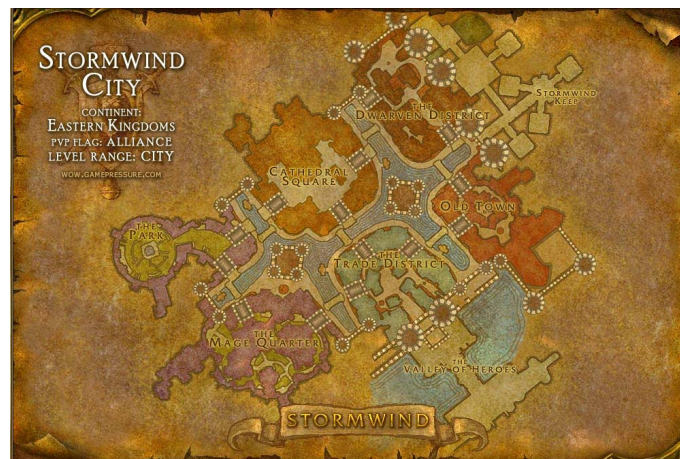 STORMWIND
CITY
CONTINENT:
EASTERN KINGDOMS
PVP FLAG: ALLIANCE
LEVEL RANGE: CITY
WOW.GAMEPRESSURE.COM
THE
DWARVEN DISTRICT
STORMWIND
KEEP
CATHEDRAL
SQUARE
OLD TOWN
THE
PARK
THE
TRADE DISTRICT
THE
MAGE QUARTER
THE
VALLEY OF HEROES
STORMWIND